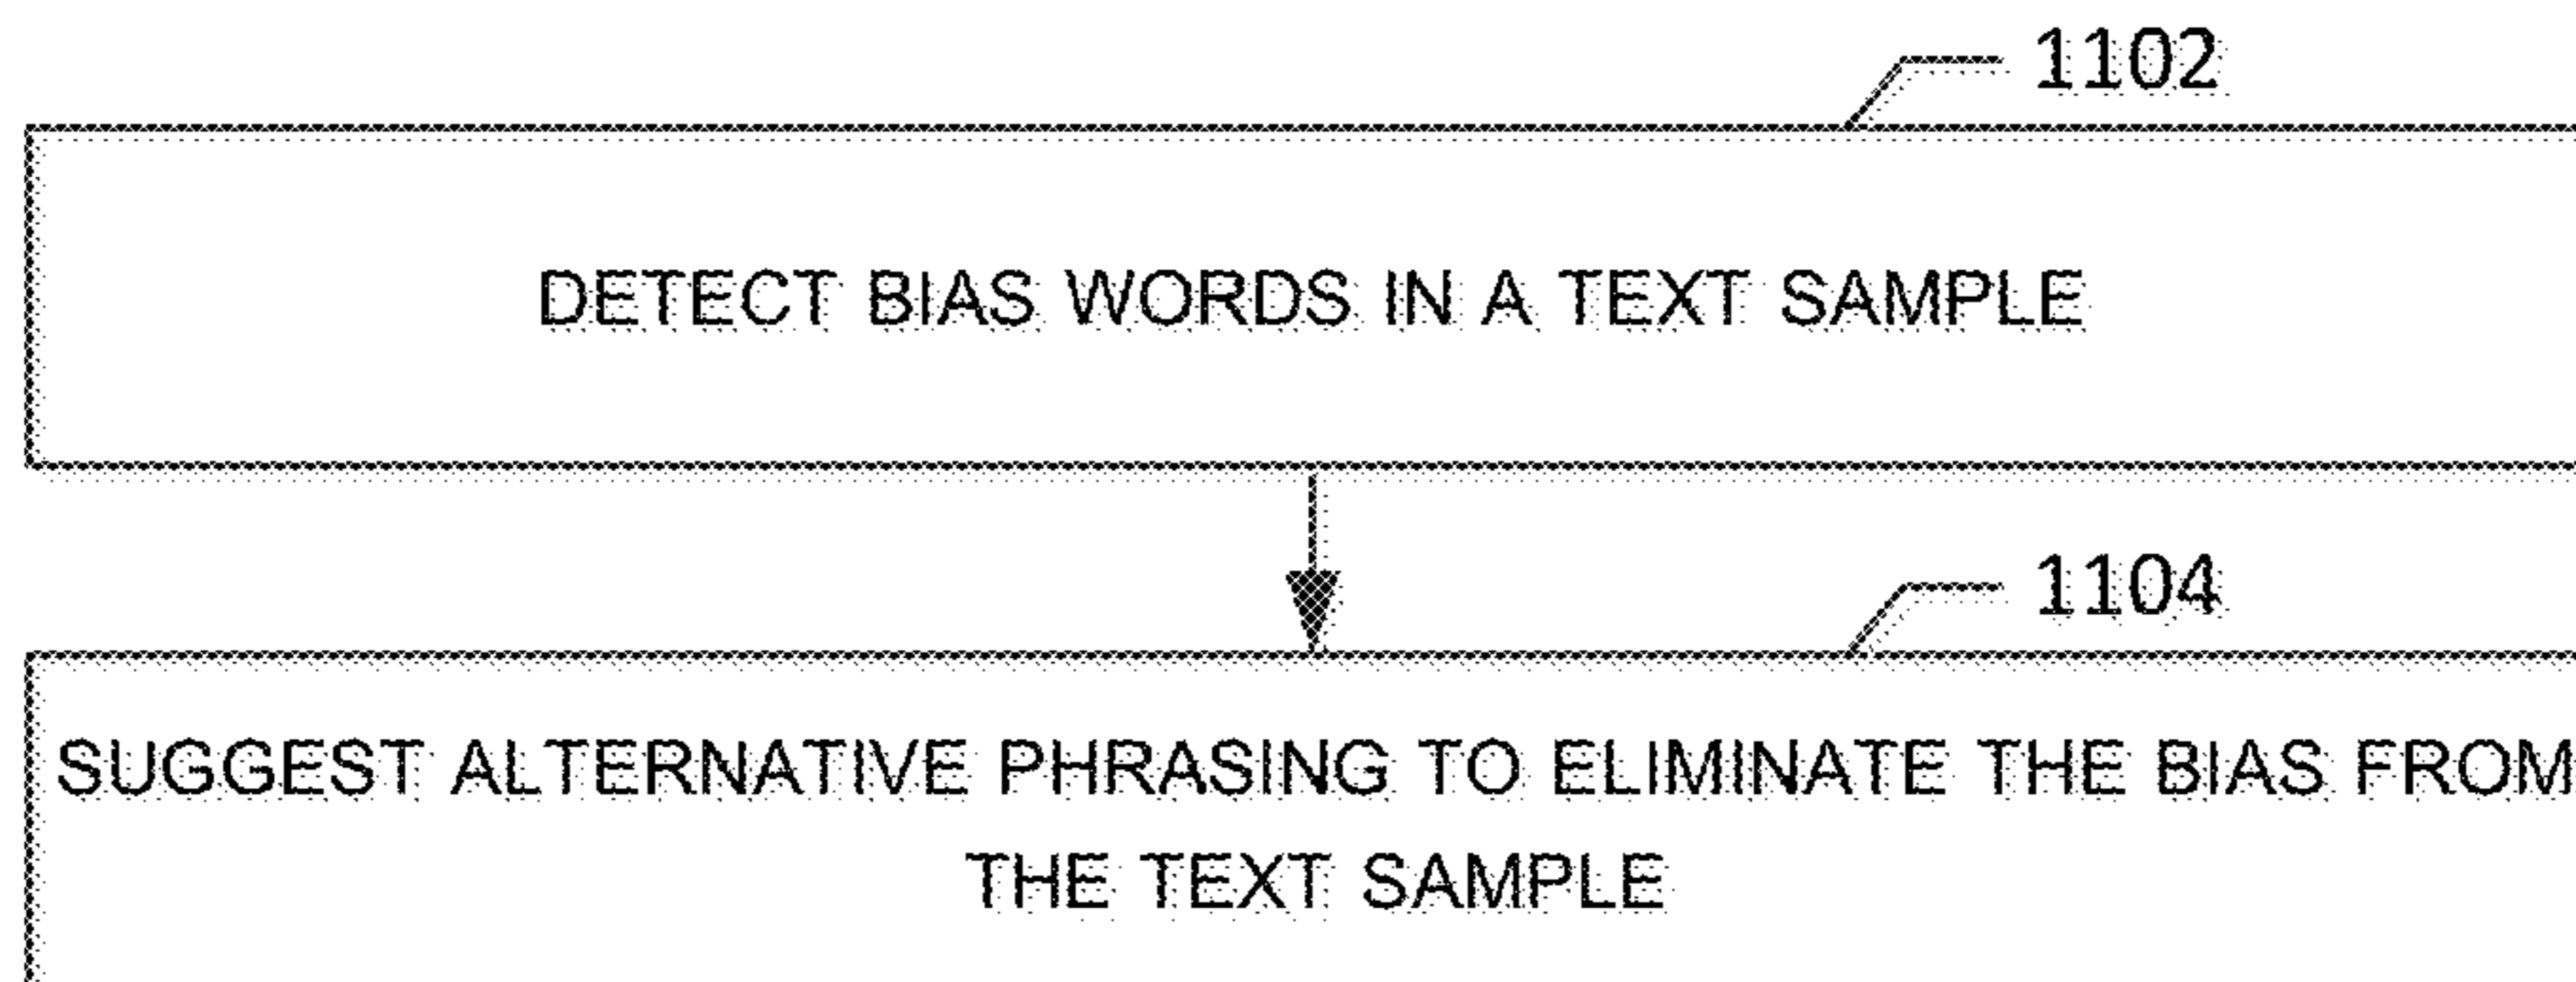 1102
DETECT BIAS WORDS IN A TEXT SAMPLE
1104
SUGGEST ALTERNATIVE PHRASING TO ELIMINATE THE BIAS FROM
THE TEXT SAMPLE